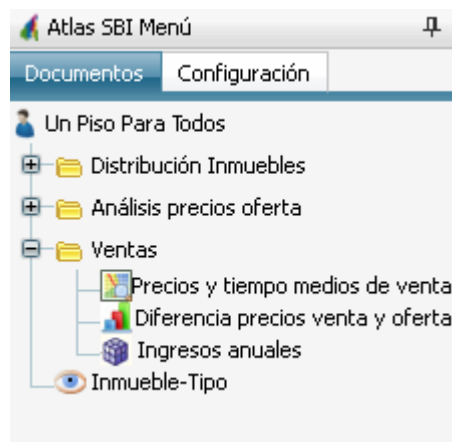 Atlas SBI Menú
Documentos Configuración
Un Piso Para Todos
Distribución Inmuebles
Análisis precios oferta
Ventas
Precios y tiempo medios de venta
Diferencia precios venta y oferta
Ingresos anuales
Inmueble-Tipo